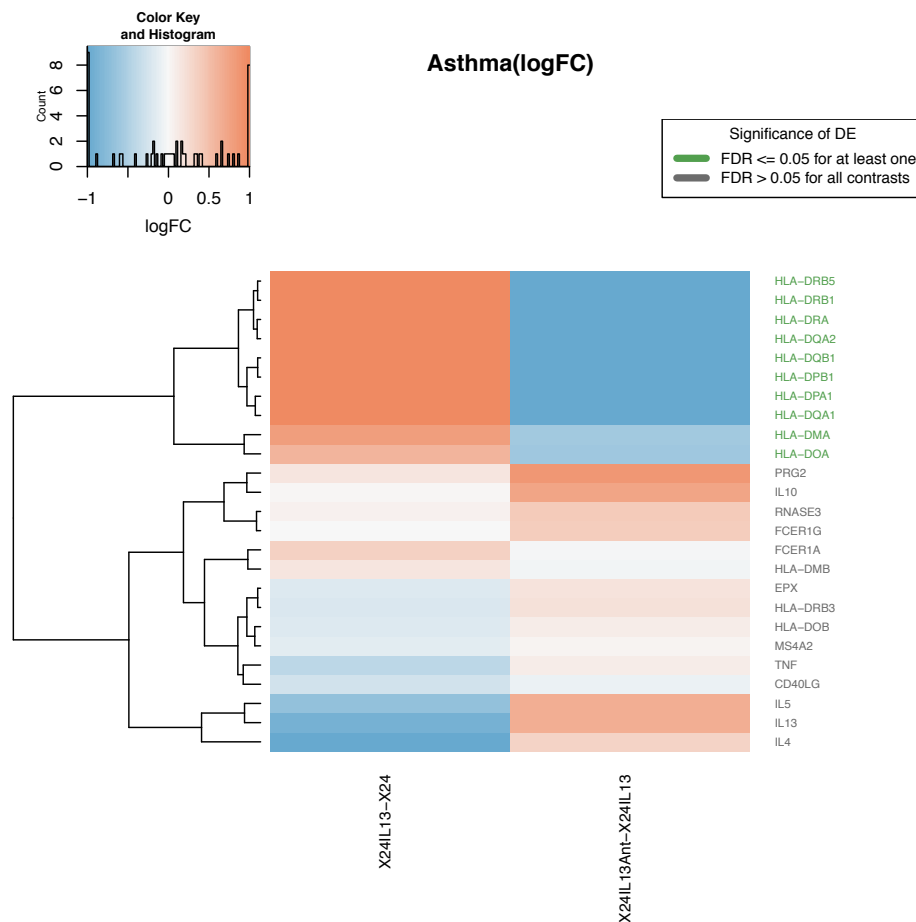 Color Key
and Histogram
Count
0 2 4 6 8
−1 0 0.5 1
logFC
Asthma(logFC)
Significance of DE
FDR <= 0.05 for at least one
FDR > 0.05 for all contrasts
HLA−DRB5
HLA−DRB1
HLA−DRA
HLA−DQA2
HLA−DQB1
HLA−DPB1
HLA−DPA1
HLA−DQA1
HLA−DMA
HLA−DOA
PRG2
IL10
RNASE3
FCER1G
FCER1A
HLA−DMB
EPX
HLA−DRB3
HLA−DOB
MS4A2
TNF
CD40LG
IL5
IL13
IL4
X24IL13−X24
X24IL13Ant−X24IL13